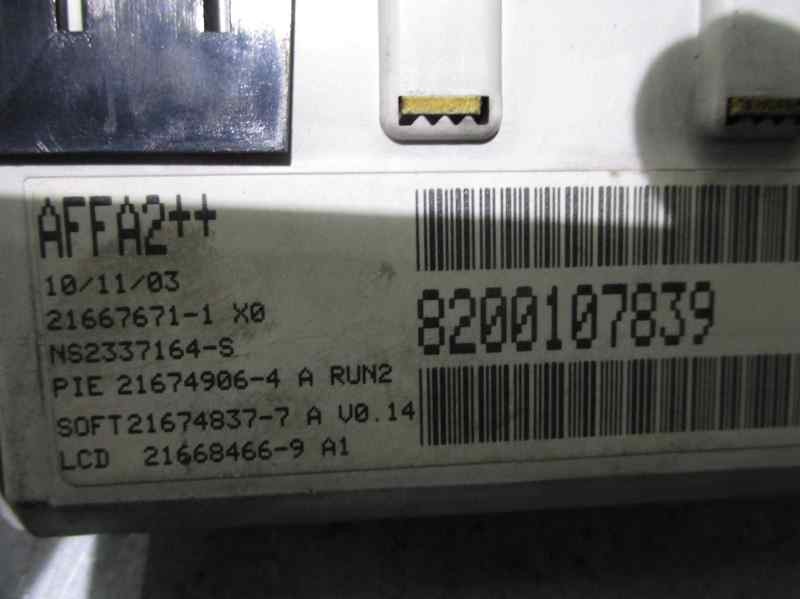 AFFA2++
10/11/03
21667671-1 X0
NS2337164-S
PIE 21674906-4 A RUN2
SOFT21674837-7 A V0.14
LCD 21668466-9 A1
8200107839